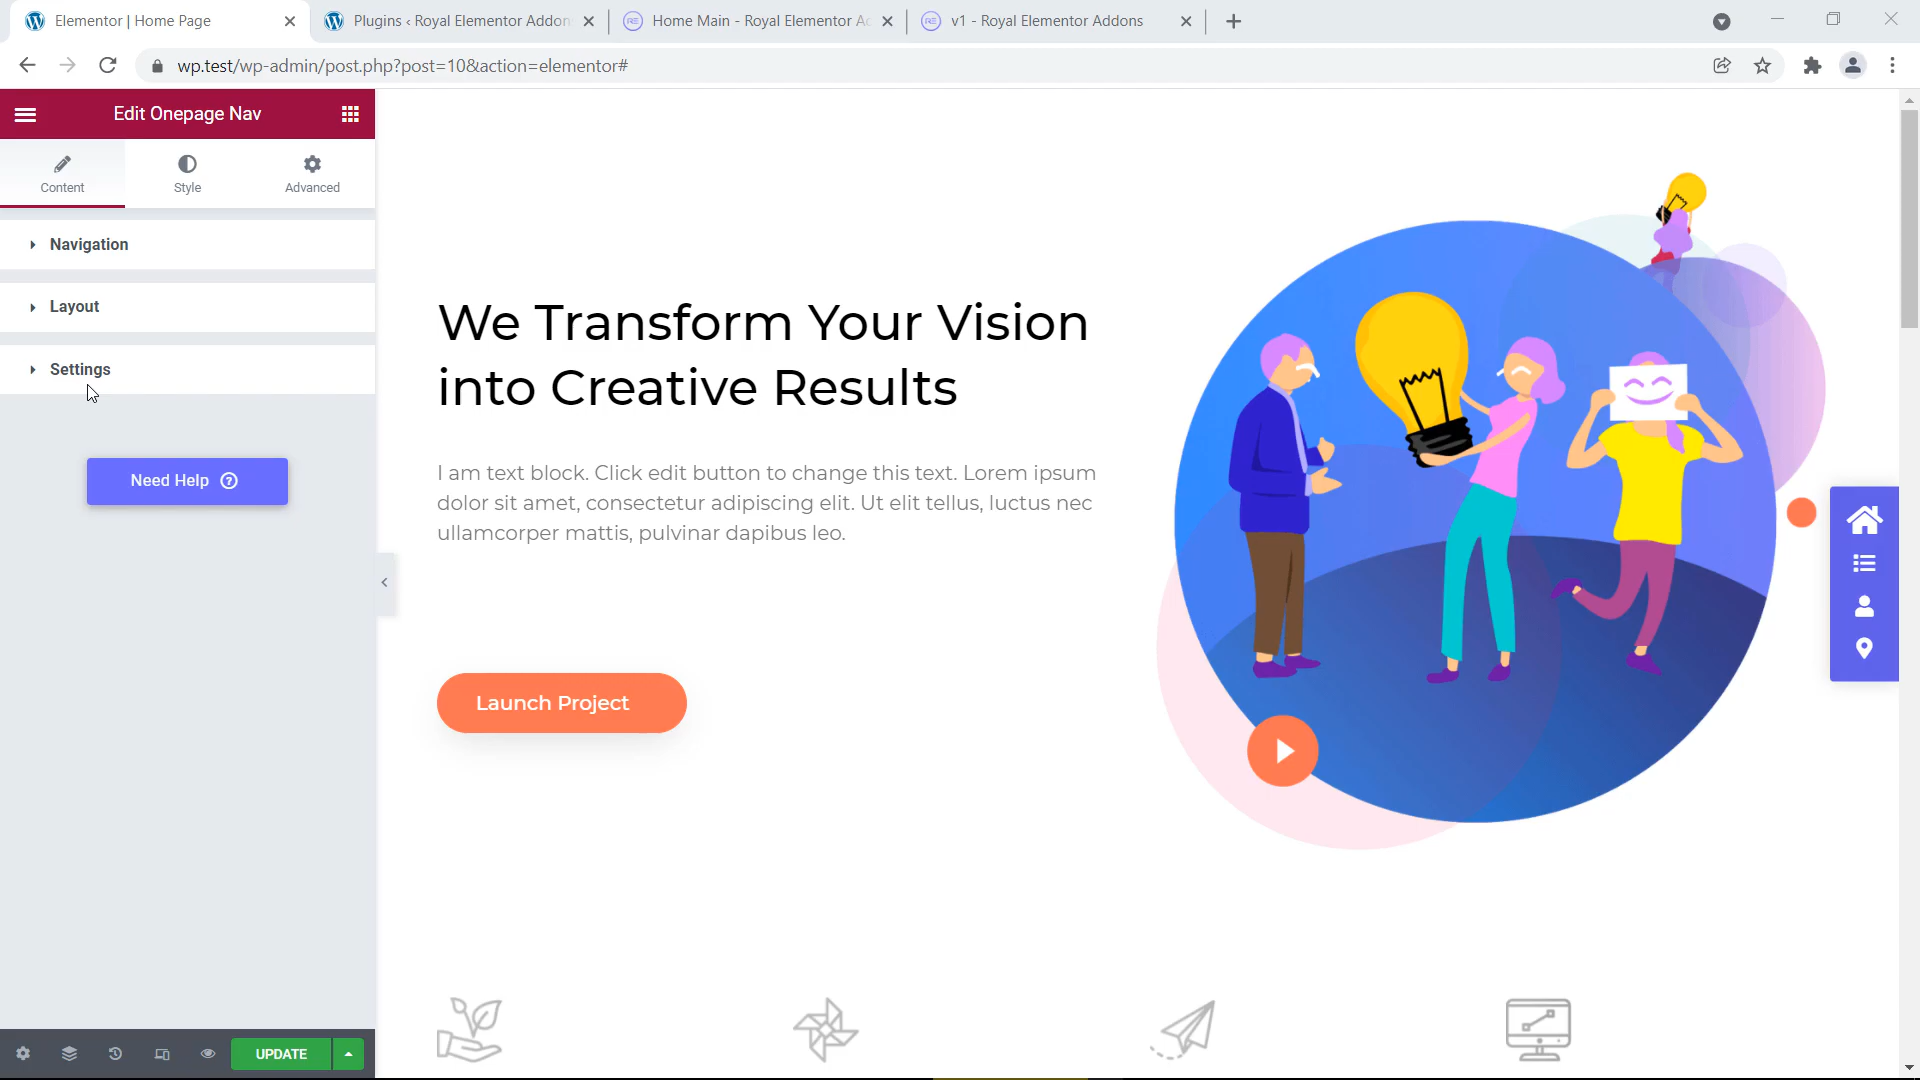 Elementor | Home Page
Plugins ‹ Royal Elementor Addon
Home Main - Royal Elementor Ad
v1 - Royal Elementor Addons
wp.test/wp-admin/post.php?post=10&action=elementor#
Edit Onepage Nav
Content
Style
Advanced
Navigation
Layout
Settings
Need Help ?
We Transform Your Vision
into Creative Results
I am text block. Click edit button to change this text. Lorem ipsum
dolor sit amet, consectetur adipiscing elit. Ut elit tellus, luctus nec
ullamcorper mattis, pulvinar dapibus leo.
Launch Project
UPDATE